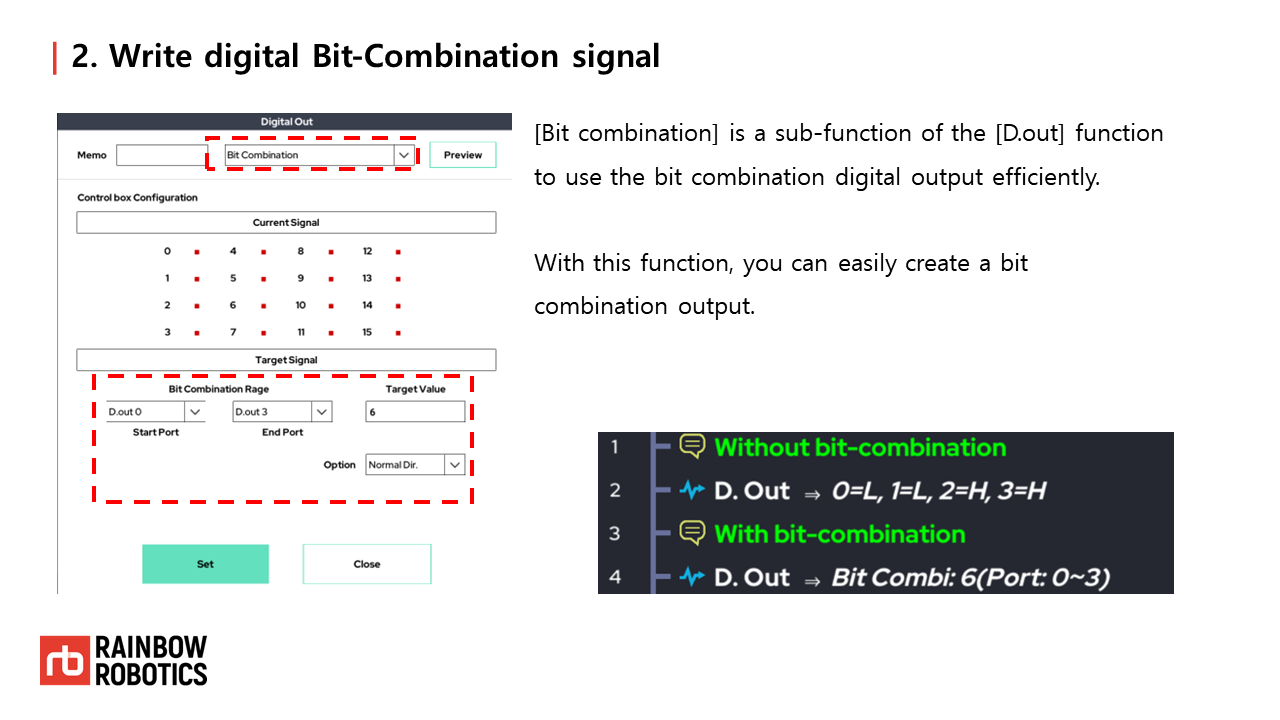 2. Write digital Bit-Combination signal
Digital Out
Memo
Bit Combination
Preview
Control box Configuration
Current Signal
0 4 8 12
1 5 9 13
2 6 10 14
3 7 11 15
Target Signal
Bit Combination Rage Target Value
D.out 0 D.out 3 6
Start Port End Port
Option Normal Dir.
Set Close
[Bit combination] is a sub-function of the [D.out] function
to use the bit combination digital output efficiently.
With this function, you can easily create a bit
combination output.
1 Without bit-combination
2 D. Out ⇒ 0=L, 1=L, 2=H, 3=H
3 With bit-combination
4 D. Out ⇒ Bit Combi: 6(Port: 0~3)
rb RAINBOW
ROBOTICS